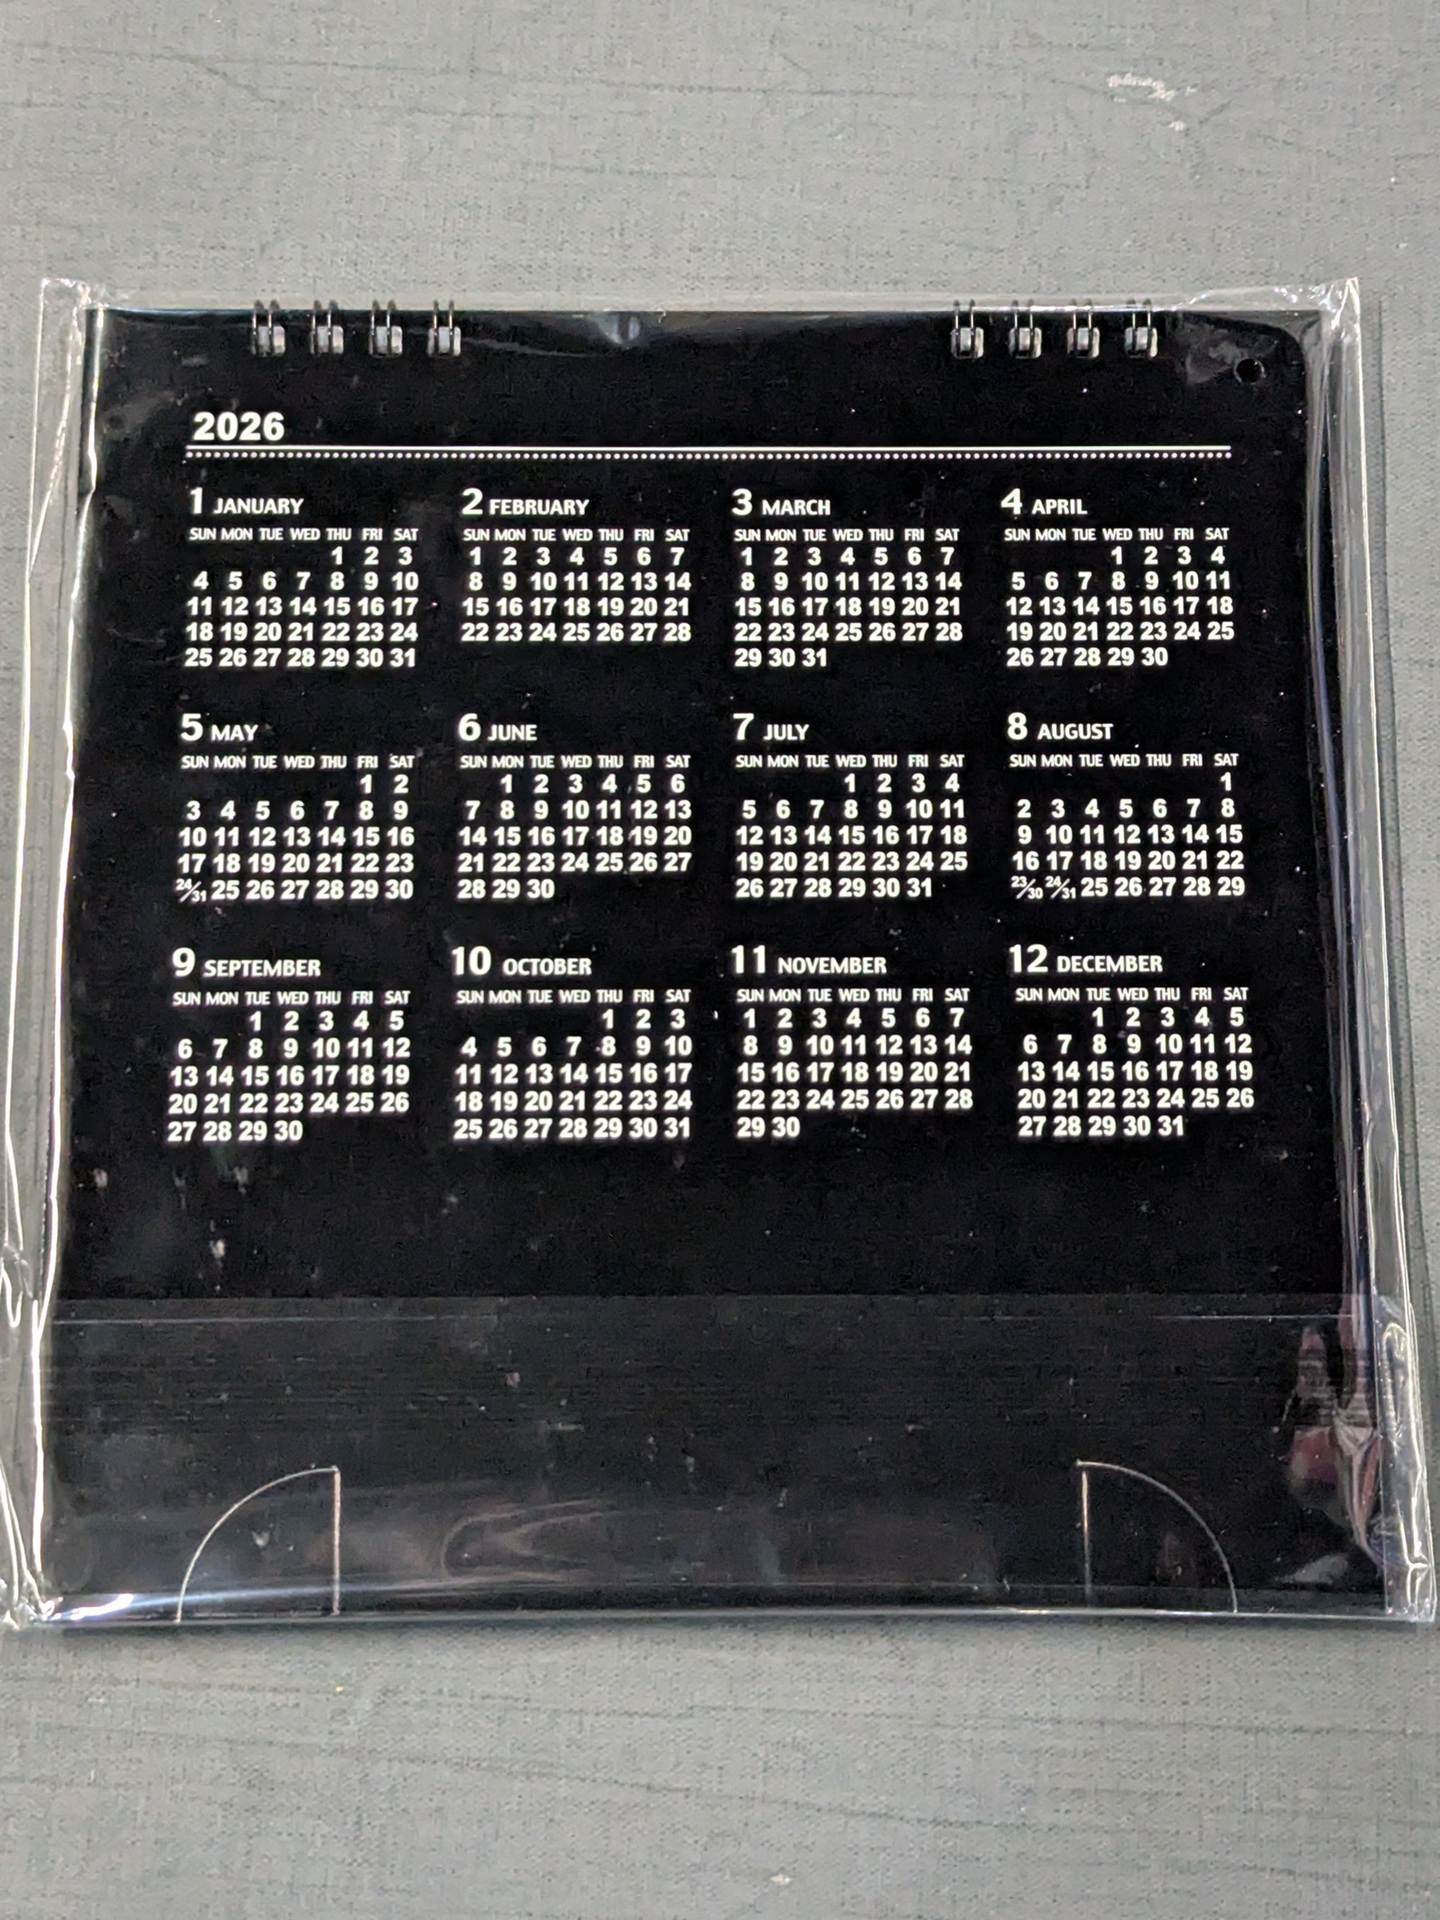 2026
1 JANUARY
SUN MON TUE WED THU FRI SAT
1 2 3
4 5 6 7 8 9 10
11 12 13 14 15 16 17
18 19 20 21 22 23 24
25 26 27 28 29 30 31
2 FEBRUARY
SUN MON TUE WED THU FRI SAT
1 2 3 4 5 6 7
8 9 10 11 12 13 14
15 16 17 18 19 20 21
22 23 24 25 26 27 28
3 MARCH
SUN MON TUE WED THU FRI SAT
1 2 3 4 5 6 7
8 9 10 11 12 13 14
15 16 17 18 19 20 21
22 23 24 25 26 27 28
29 30 31
4 APRIL
SUN MON TUE WED THU FRI SAT
1 2 3 4
5 6 7 8 9 10 11
12 13 14 15 16 17 18
19 20 21 22 23 24 25
26 27 28 29 30
5 MAY
SUN MON TUE WED THU FRI SAT
1 2
3 4 5 6 7 8 9
10 11 12 13 14 15 16
17 18 19 20 21 22 23
24/31 25 26 27 28 29 30
6 JUNE
SUN MON TUE WED THU FRI SAT
1 2 3 4 5 6
7 8 9 10 11 12 13
14 15 16 17 18 19 20
21 22 23 24 25 26 27
28 29 30
7 JULY
SUN MON TUE WED THU FRI SAT
1 2 3 4
5 6 7 8 9 10 11
12 13 14 15 16 17 18
19 20 21 22 23 24 25
26 27 28 29 30 31
8 AUGUST
SUN MON TUE WED THU FRI SAT
1
2 3 4 5 6 7 8
9 10 11 12 13 14 15
16 17 18 19 20 21 22
23/30 24/31 25 26 27 28 29
9 SEPTEMBER
SUN MON TUE WED THU FRI SAT
1 2 3 4 5
6 7 8 9 10 11 12
13 14 15 16 17 18 19
20 21 22 23 24 25 26
27 28 29 30
10 OCTOBER
SUN MON TUE WED THU FRI SAT
1 2 3
4 5 6 7 8 9 10
11 12 13 14 15 16 17
18 19 20 21 22 23 24
25 26 27 28 29 30 31
11 NOVEMBER
SUN MON TUE WED THU FRI SAT
1 2 3 4 5 6 7
8 9 10 11 12 13 14
15 16 17 18 19 20 21
22 23 24 25 26 27 28
29 30
12 DECEMBER
SUN MON TUE WED THU FRI SAT
1 2 3 4 5
6 7 8 9 10 11 12
13 14 15 16 17 18 19
20 21 22 23 24 25 26
27 28 29 30 31